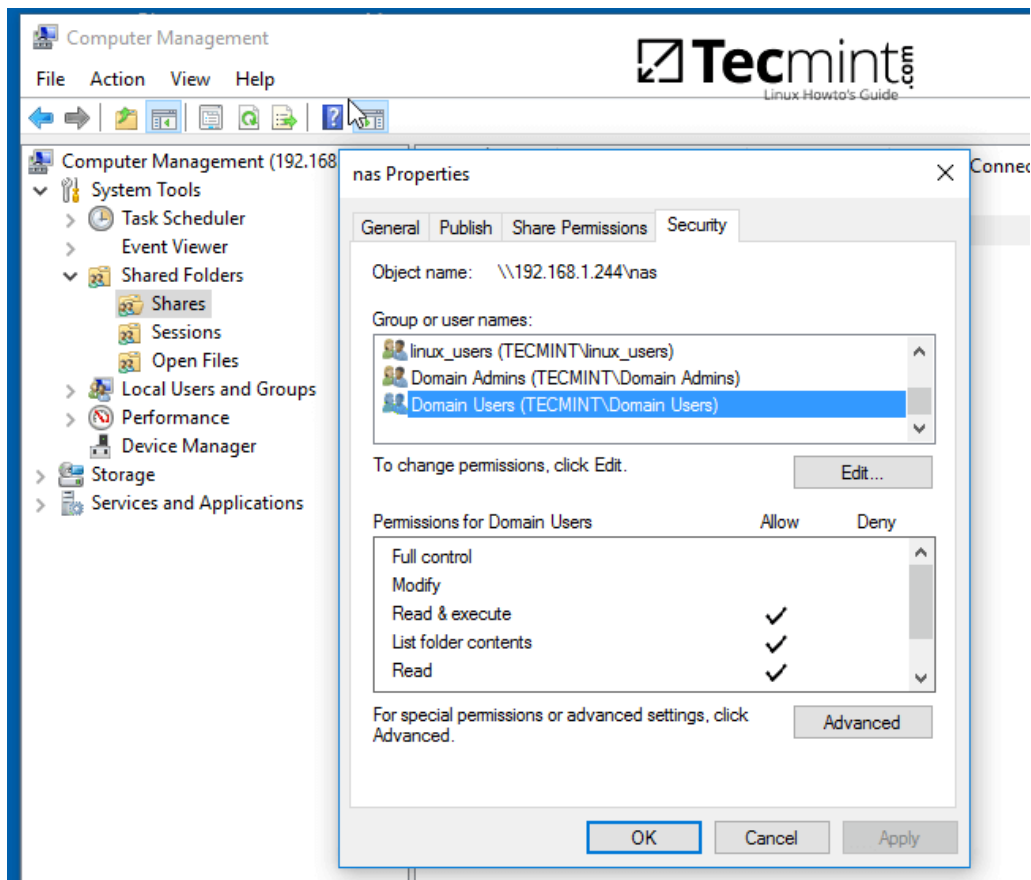 Computer Management
Tecmint.com
Linux Howto's Guide
File Action View Help
Computer Management (192.168
System Tools
Task Scheduler
Event Viewer
Shared Folders
Shares
Sessions
Open Files
Local Users and Groups
Performance
Device Manager
Storage
Services and Applications
Connec
nas Properties
General Publish Share Permissions Security
Object name: \\192.168.1.244\nas
Group or user names:
linux_users (TECMINT\linux_users)
Domain Admins (TECMINT\Domain Admins)
Domain Users (TECMINT\Domain Users)
To change permissions, click Edit.
Edit...
Permissions for Domain Users Allow Deny
Full control
Modify
Read & execute
List folder contents
Read
For special permissions or advanced settings, click
Advanced.
Advanced
OK Cancel Apply